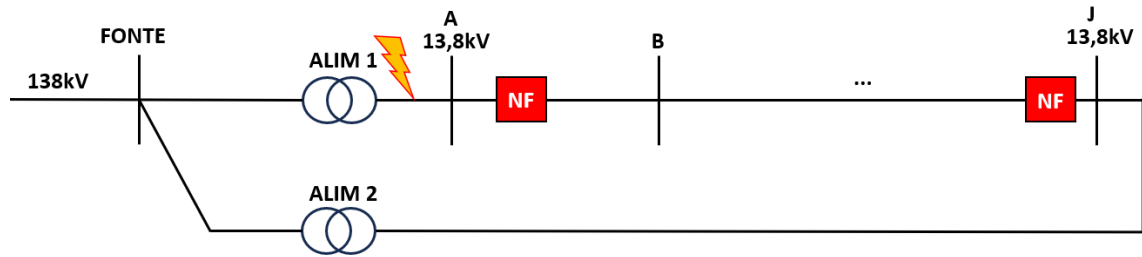 FONTE
138kV
ALIM 1
A
13,8kV
NF
B
...
NF
J
13,8kV
ALIM 2